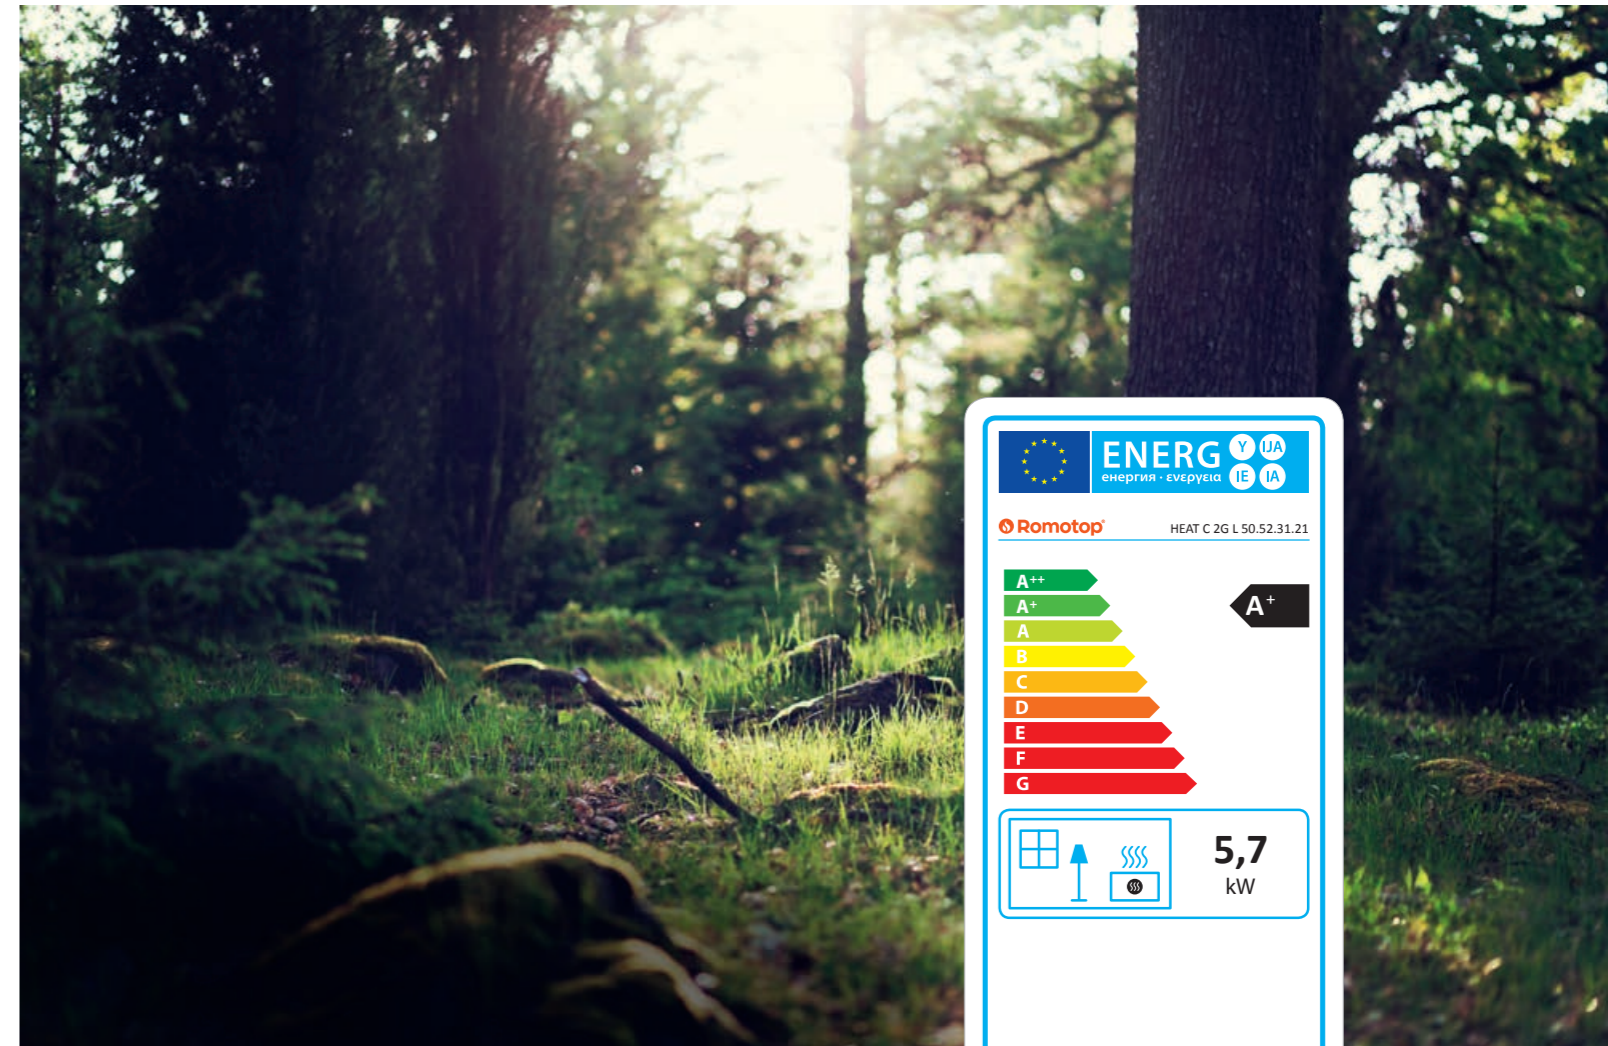 ENERG Y IJA
енергия · ενεργεια IE IA
Romotop®
HEAT C 2G L 50.52.31.21
A++
A+
A+
A
B
C
D
E
F
G
5,7
kW